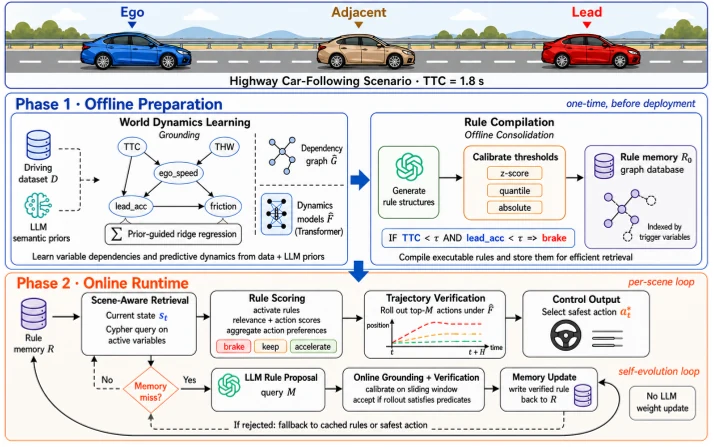 Ego
Adjacent
Lead
Highway Car-Following Scenario · TTC = 1.8 s
Phase 1 · Offline Preparation
one-time, before deployment
World Dynamics Learning
Grounding
Driving
dataset D
LLM
semantic priors
TTC
THW
ego_speed
lead_acc
friction
∑ Prior-guided ridge regression
Dependency
graph Ĝ
Dynamics
models F̂
(Transformer)
Learn variable dependencies and predictive dynamics from data + LLM priors
Rule Compilation
Offline Consolidation
Generate
rule structures
Calibrate thresholds
z-score
quantile
absolute
Rule memory R₀
graph database
Indexed by
trigger variables
IF TTC < τ AND lead_acc < τ => brake
Compile executable rules and store them for efficient retrieval
Phase 2 · Online Runtime
per-scene loop
Rule
memory R
Scene-Aware Retrieval
Current state sₜ
Cypher query on
active variables
Rule Scoring
activate rules
relevance + action scores
aggregate action preferences
brake
keep
accelerate
Trajectory Verification
Roll out top-M actions under F̂
position
t
t + H
time
Control Output
Select safest action a*ₜ
self-evolution loop
No
Memory
miss?
Yes
LLM Rule Proposal
query M
Online Grounding + Verification
calibrate on sliding window
accept if rollout satisfies predicates
Memory Update
write verified rule
back to R
No LLM
weight update
If rejected: fallback to cached rules or safest action